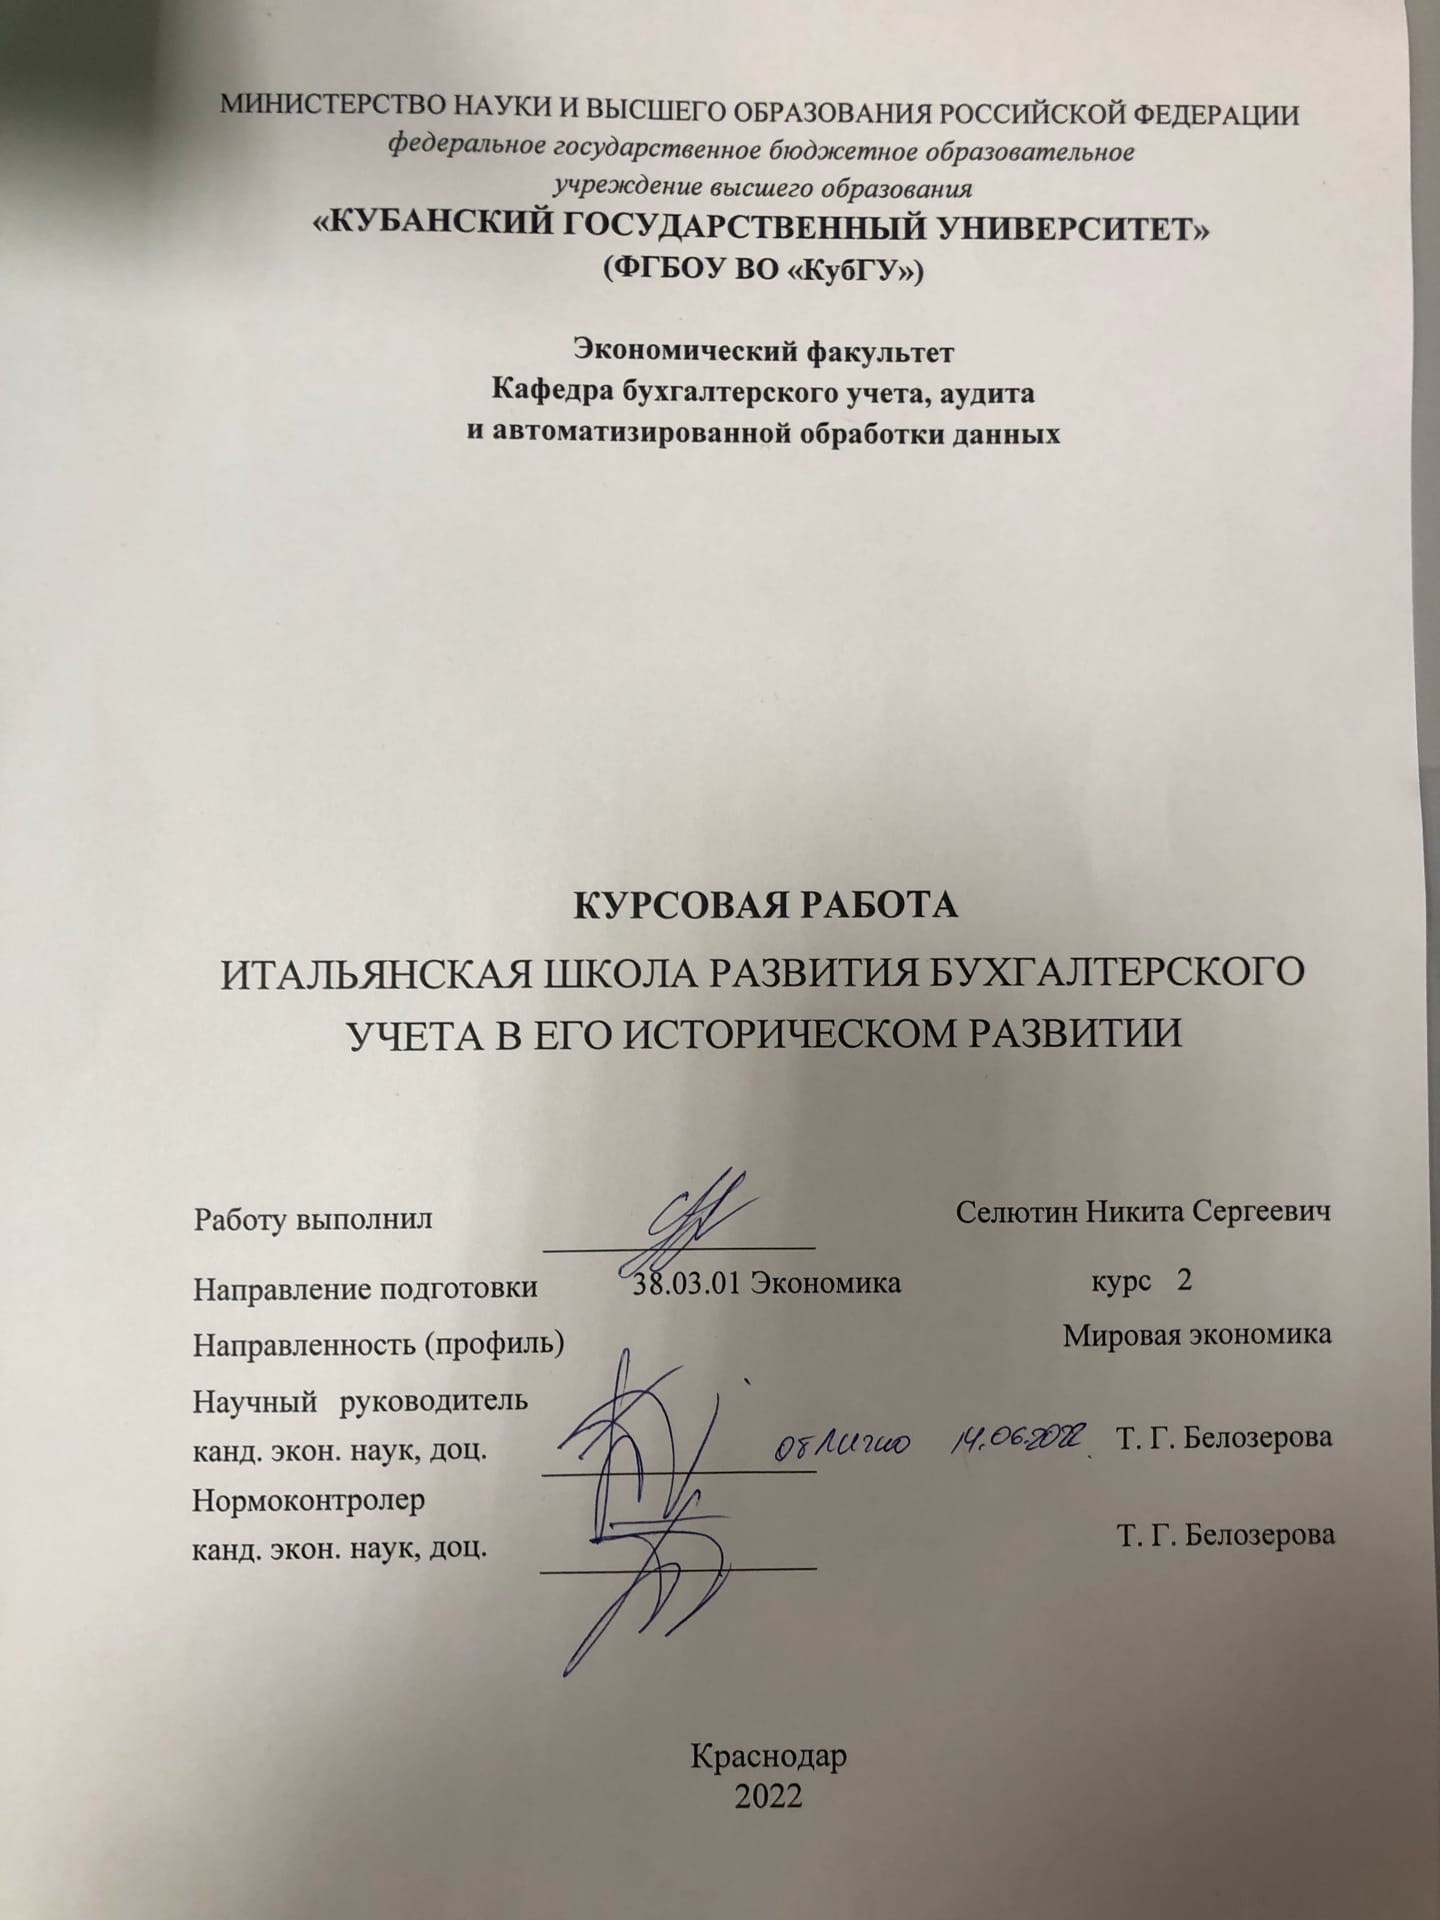 МИНИСТЕРСТВО НАУКИ И ВЫСШЕГО ОБРАЗОВАНИЯ РОССИЙСКОЙ ФЕДЕРАЦИИ
федеральное государственное бюджетное образовательное
учреждение высшего образования
«КУБАНСКИЙ ГОСУДАРСТВЕННЫЙ УНИВЕРСИТЕТ»
(ФГБОУ ВО «КубГУ»)
Экономический факультет
Кафедра бухгалтерского учета, аудита
и автоматизированной обработки данных
КУРСОВАЯ РАБОТА
ИТАЛЬЯНСКАЯ ШКОЛА РАЗВИТИЯ БУХГАЛТЕРСКОГО
УЧЕТА В ЕГО ИСТОРИЧЕСКОМ РАЗВИТИИ
Работу выполнил Селютин Никита Сергеевич
Направление подготовки 38.03.01 Экономика курс 2
Направленность (профиль) Мировая экономика
Научный руководитель
канд. экон. наук, доц. отлично 14.06.2022 Т. Г. Белозерова
Нормоконтролер
канд. экон. наук, доц. Т. Г. Белозерова
Краснодар
2022